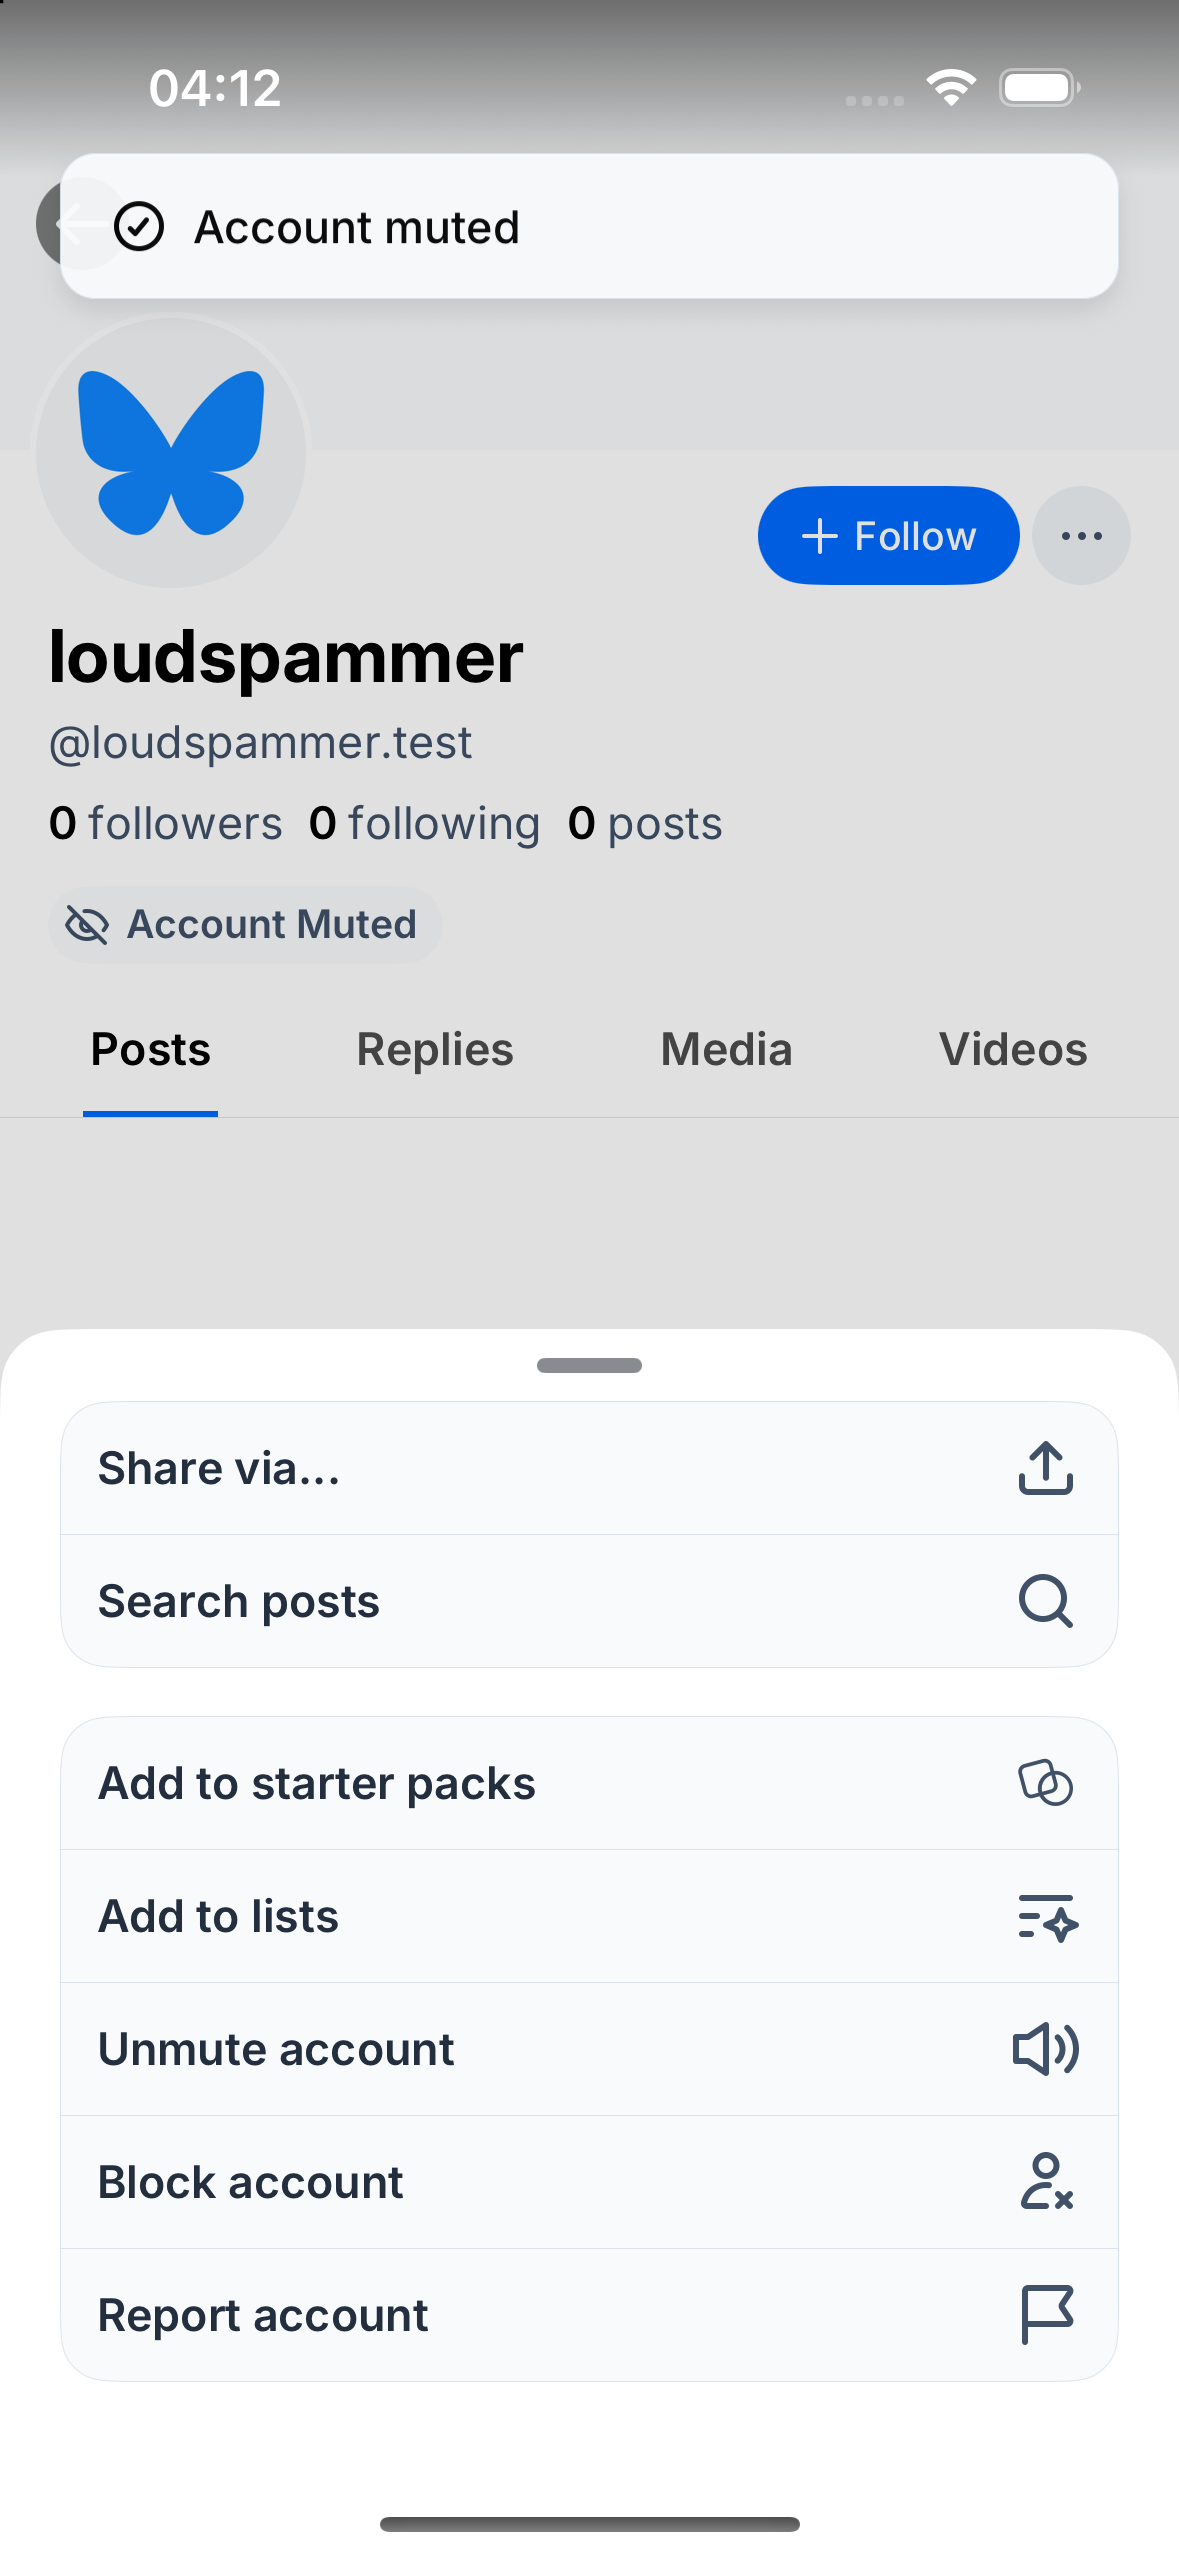 04:12
Account muted
+ Follow
loudspammer
@loudspammer.test
0 followers 0 following 0 posts
Account Muted
Posts Replies Media Videos
Share via...
Search posts
Add to starter packs
Add to lists
Unmute account
Block account
Report account